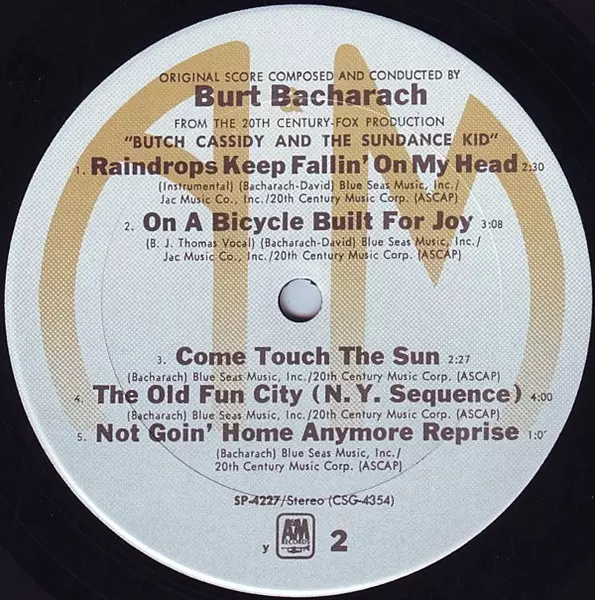 ORIGINAL SCORE COMPOSED AND CONDUCTED BY
Burt Bacharach
FROM THE 20TH CENTURY-FOX PRODUCTION
"BUTCH CASSIDY AND THE SUNDANCE KID"
1. Raindrops Keep Fallin' On My Head 2:30
(Instrumental) (Bacharach-David) Blue Seas Music, Inc./
Jac Music Co., Inc./20th Century Music Corp. (ASCAP)
2. On A Bicycle Built For Joy 3:08
(B. J. Thomas Vocal) (Bacharach-David) Blue Seas Music, Inc./
Jac Music Co., Inc./20th Century Music Corp. (ASCAP)
3. Come Touch The Sun 2:27
(Bacharach) Blue Seas Music, Inc./20th Century Music Corp. (ASCAP)
4. The Old Fun City (N.Y. Sequence) 4:00
(Bacharach) Blue Seas Music, Inc./20th Century Music Corp. (ASCAP)
5. Not Goin' Home Anymore Reprise
(Bacharach) Blue Seas Music, Inc./
20th Century Music Corp. (ASCAP)
SP-4227/Stereo (CSG-4354)
y A&M RECORDS 2